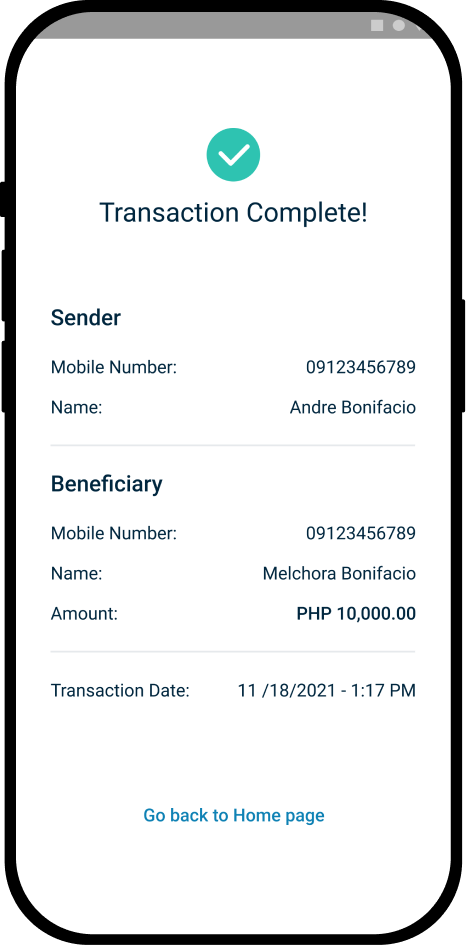 Transaction Complete!
Sender
Mobile Number: 09123456789
Name: Andre Bonifacio
Beneficiary
Mobile Number: 09123456789
Name: Melchora Bonifacio
Amount: PHP 10,000.00
Transaction Date: 11 /18/2021 - 1:17 PM
Go back to Home page